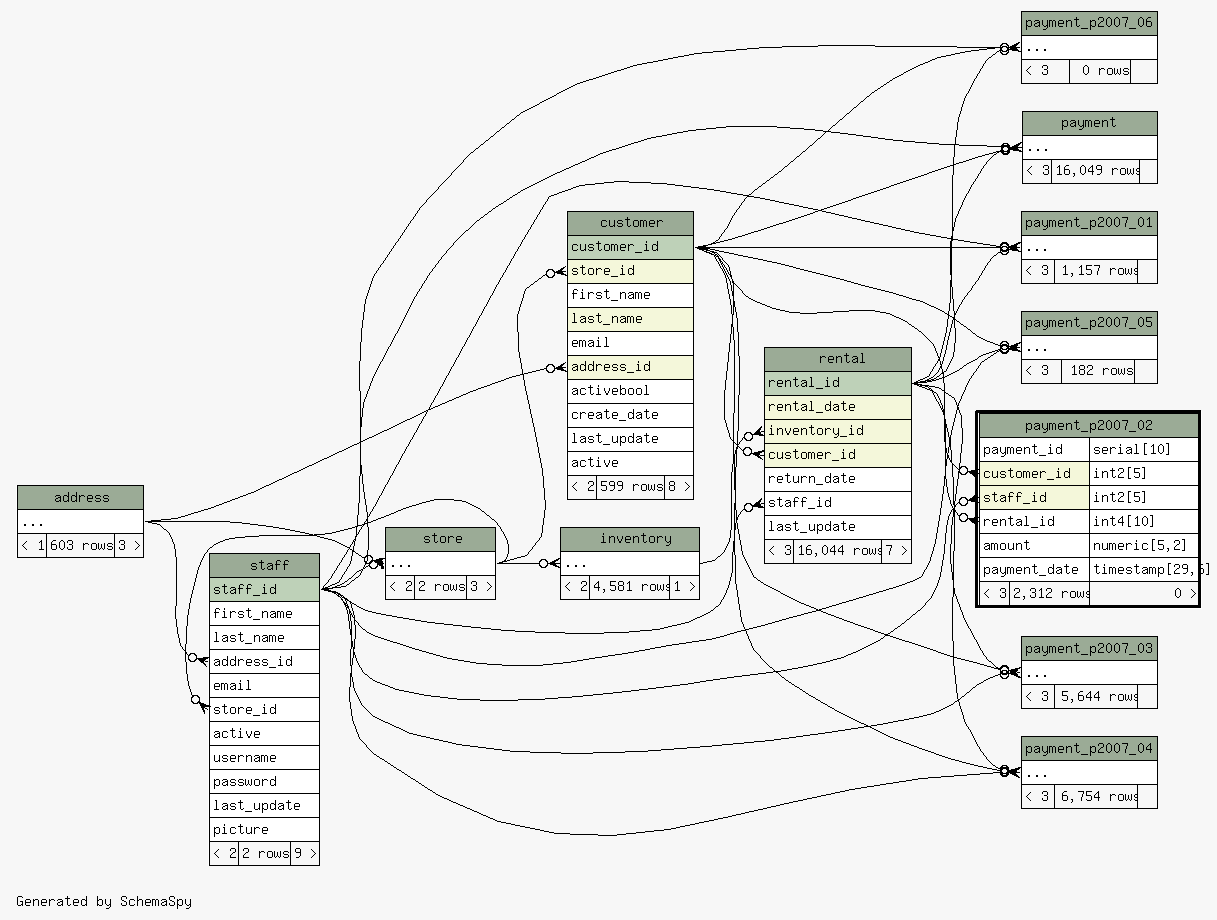 payment_p2007_06
...
< 3 0 rows
payment
...
< 3 16,049 rows
payment_p2007_01
...
< 3 1,157 rows
payment_p2007_05
...
< 3 182 rows
payment_p2007_02
payment_id serial[10]
customer_id int2[5]
staff_id int2[5]
rental_id int4[10]
amount numeric[5,2]
payment_date timestamp[29,6]
< 3 2,312 rows 0 >
payment_p2007_03
...
< 3 5,644 rows
payment_p2007_04
...
< 3 6,754 rows
customer
customer_id
store_id
first_name
last_name
email
address_id
activebool
create_date
last_update
active
< 2 599 rows 8 >
rental
rental_id
rental_date
inventory_id
customer_id
return_date
staff_id
last_update
< 3 16,044 rows 7 >
address
...
< 1 603 rows 3 >
store
...
< 2 2 rows 3 >
inventory
...
< 2 4,581 rows 1 >
staff
staff_id
first_name
last_name
address_id
email
store_id
active
username
password
last_update
picture
< 2 2 rows 9 >
Generated by SchemaSpy